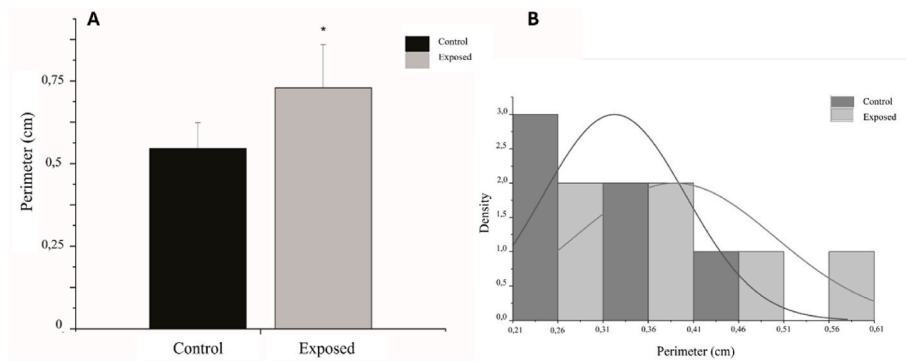 A
*
Control
Exposed
Perimeter (cm)
0,75
0,5
0,25
0
Control
Exposed
B
Control
Exposed
Density
3,0
2,0
1,5
1,0
0,5
0,0
0,21
0,26
0,31
0,36
0,41
0,46
0,51
0,56
0,61
Perimeter (cm)